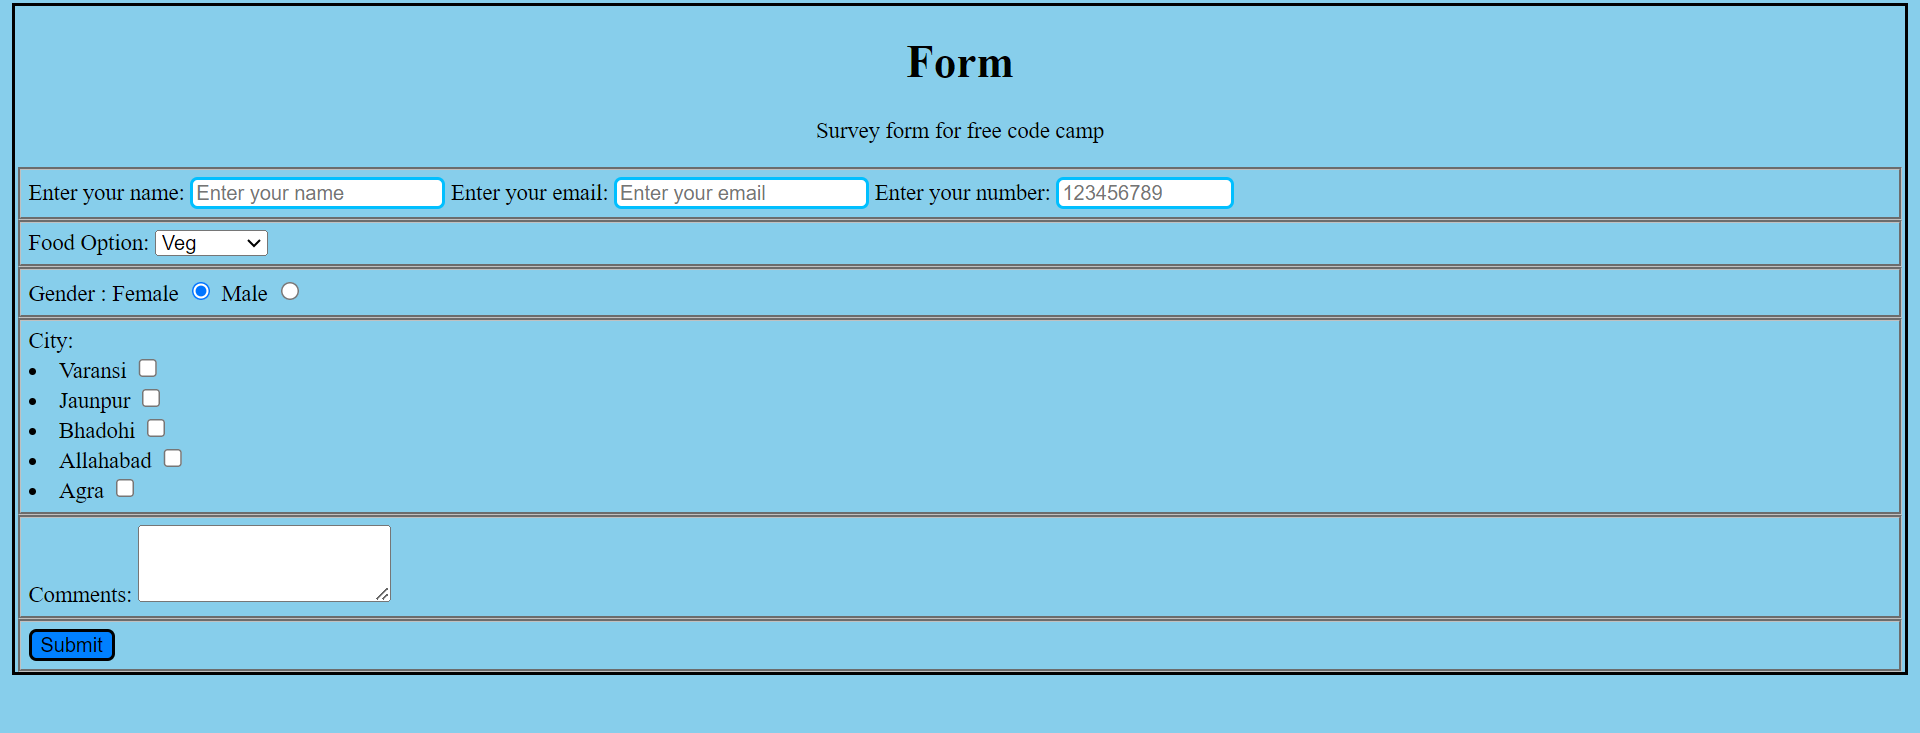 Form
Survey form for free code camp
Enter your name: Enter your name Enter your email: Enter your email Enter your number: 123456789
Food Option: Veg
Gender : Female Male
City:
Varansi
Jaunpur
Bhadohi
Allahabad
Agra
Comments:
Submit